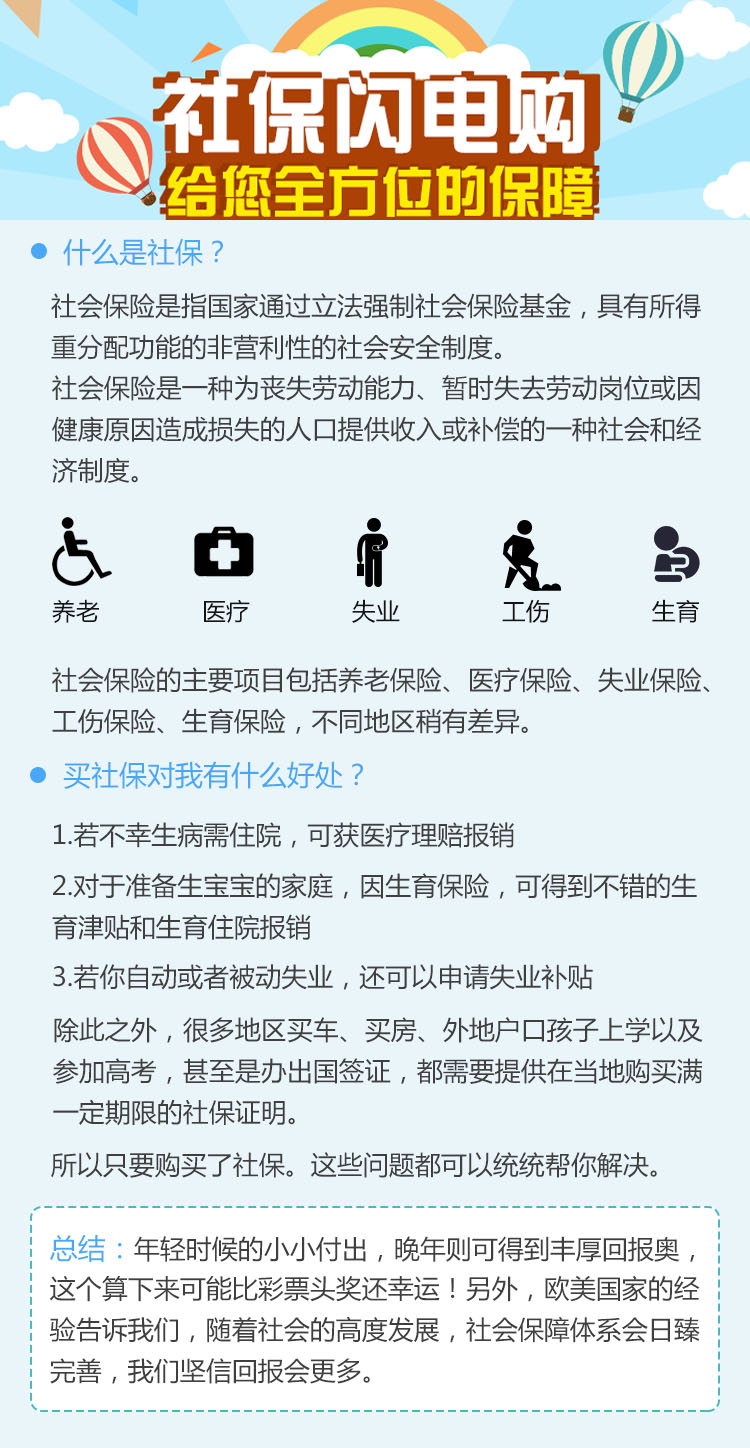 社保闪电购
给您全方位的保障
什么是社保？
社会保险是指国家通过立法强制社会保险基金，具有所得
重分配功能的非营利性的社会安全制度。
社会保险是一种为丧失劳动能力、暂时失去劳动岗位或因
健康原因造成损失的人口提供收入或补偿的一种社会和经
济制度。
养老 医疗 失业 工伤 生育
社会保险的主要项目包括养老保险、医疗保险、失业保险、
工伤保险、生育保险，不同地区稍有差异。
买社保对我有什么好处？
1.若不幸生病需住院，可获医疗理赔报销
2.对于准备生宝宝的家庭，因生育保险，可得到不错的生
育津贴和生育住院报销
3.若你自动或者被动失业，还可以申请失业补贴
除此之外，很多地区买车、买房、外地户口孩子上学以及
参加高考，甚至是办出国签证，都需要提供在当地购买满
一定期限的社保证明。
所以只要购买了社保。这些问题都可以统统帮你解决。
总结：年轻时候的小小付出，晚年则可得到丰厚回报奥，
这个算下来可能比彩票头奖还幸运！另外，欧美国家的经
验告诉我们，随着社会的高度发展，社会保障体系会日臻
完善，我们坚信回报会更多。